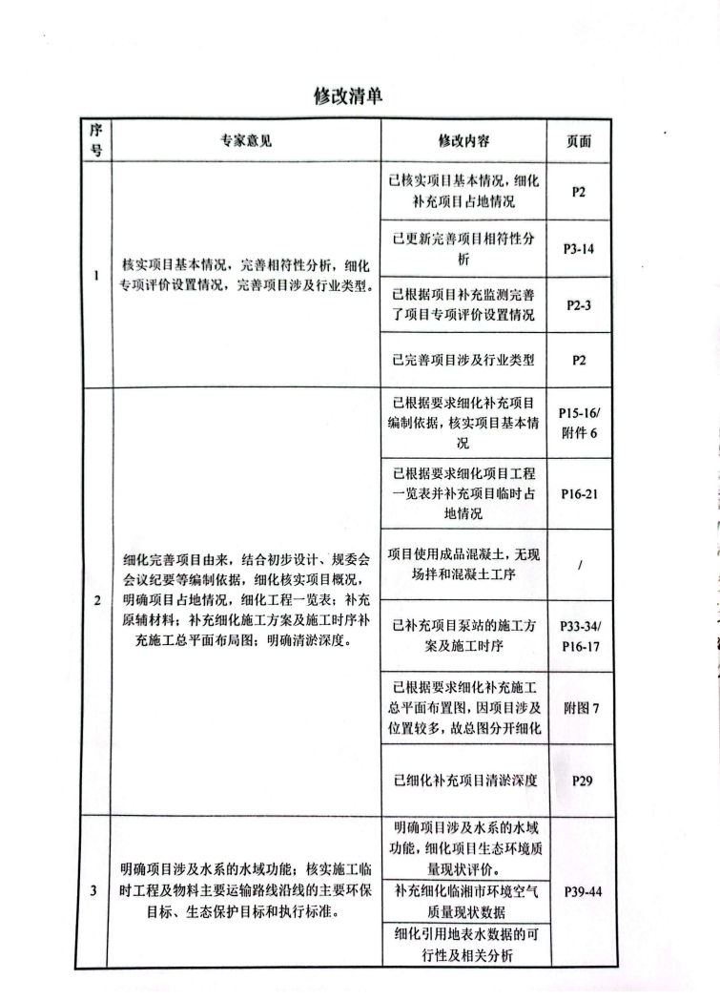 修改清单
序号
专家意见
修改内容
页面
1
核实项目基本情况，完善相符性分析，细化
专项评价设置情况，完善项目涉及行业类型。
已核实项目基本情况，细化
补充项目占地情况
P2
已更新完善项目相符性分
析
P3-14
已根据项目补充监测完善
了项目专项评价设置情况
P2-3
已完善项目涉及行业类型
P2
2
细化完善项目由来，结合初步设计、规委会
会议纪要等编制依据，细化核实项目概况，
明确项目占地情况，细化工程一览表；补充
原辅材料；补充细化施工方案及施工时序补
充施工总平面布局图；明确清淤深度。
已根据要求细化补充项目
编制依据，核实项目基本情
况
P15-16/
附件 6
已根据要求细化项目工程
一览表并补充项目临时占
地情况
P16-21
项目使用成品混凝土，无现
场拌和混凝土工序
/
已补充项目泵站的施工方
案及施工时序
P33-34/
P16-17
已根据要求细化补充施工
总平面布置图，因项目涉及
位置较多，故总图分开细化
附图 7
已细化补充项目清淤深度
P29
3
明确项目涉及水系的水域功能；核实施工临
时工程及物料主要运输路线沿线的主要环保
目标、生态保护目标和执行标准。
明确项目涉及水系的水域
功能，细化项目生态环境质
量现状评价。
补充细化临湘市环境空气
质量现状数据
细化引用地表水数据的可
行性及相关分析
P39-44